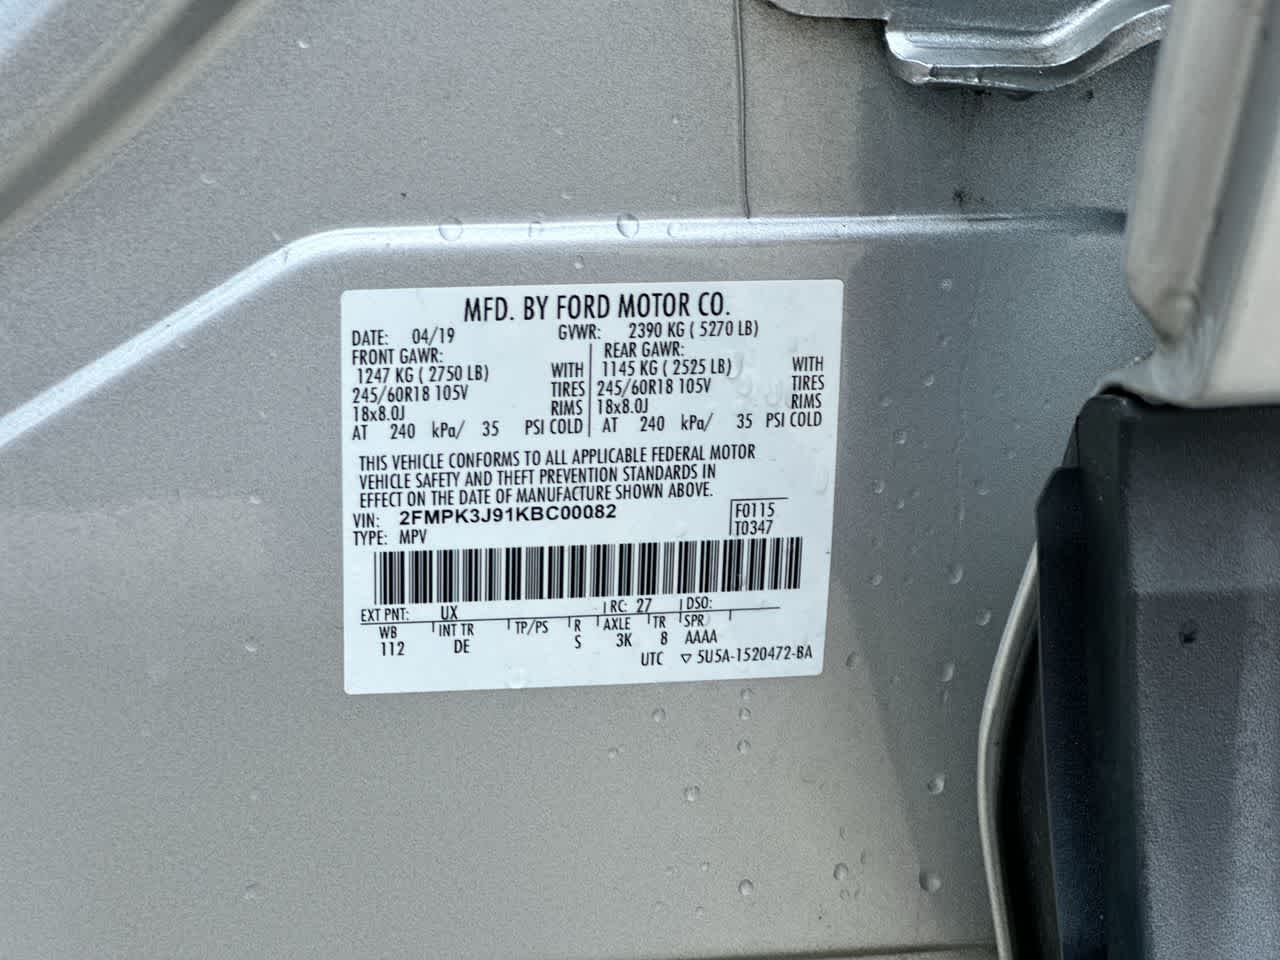 MFD. BY FORD MOTOR CO.
DATE: 04/19 GVWR: 2390 KG ( 5270 LB)
FRONT GAWR: REAR GAWR:
1247 KG ( 2750 LB) WITH 1145 KG ( 2525 LB) WITH
245/60R18 105V TIRES 245/60R18 105V TIRES
18x8.0J RIMS 18x8.0J RIMS
AT 240 kPa/ 35 PSI COLD AT 240 kPa/ 35 PSI COLD
THIS VEHICLE CONFORMS TO ALL APPLICABLE FEDERAL MOTOR
VEHICLE SAFETY AND THEFT PREVENTION STANDARDS IN
EFFECT ON THE DATE OF MANUFACTURE SHOWN ABOVE.
VIN: 2FMPK3J91KBC00082 F0115
TYPE: MPV T0347
EXT PNT: UX RC: 27 DSO:
WB INT TR TP/PS R AXLE TR SPR
112 DE S 3K 8 AAAA
UTC ▽ 5U5A-1520472-BA